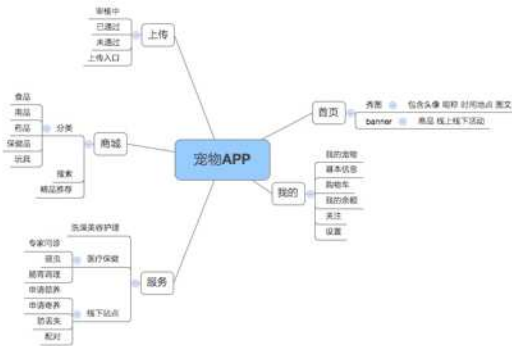 宠物APP
上传
审核中
已通过
未通过
上传入口
商城
分类
食品
用品
药品
保健品
玩具
搜索
精品推荐
服务
洗澡美容护理
医疗保健
专家问诊
驱虫
肠胃调理
线下站点
申请领养
申请寄养
防丢失
配对
首页
秀图
包含头像 昵称 时间地点 图文
banner
商品 线上线下活动
我的
我的宠物
基本信息
购物车
我的余额
关注
设置